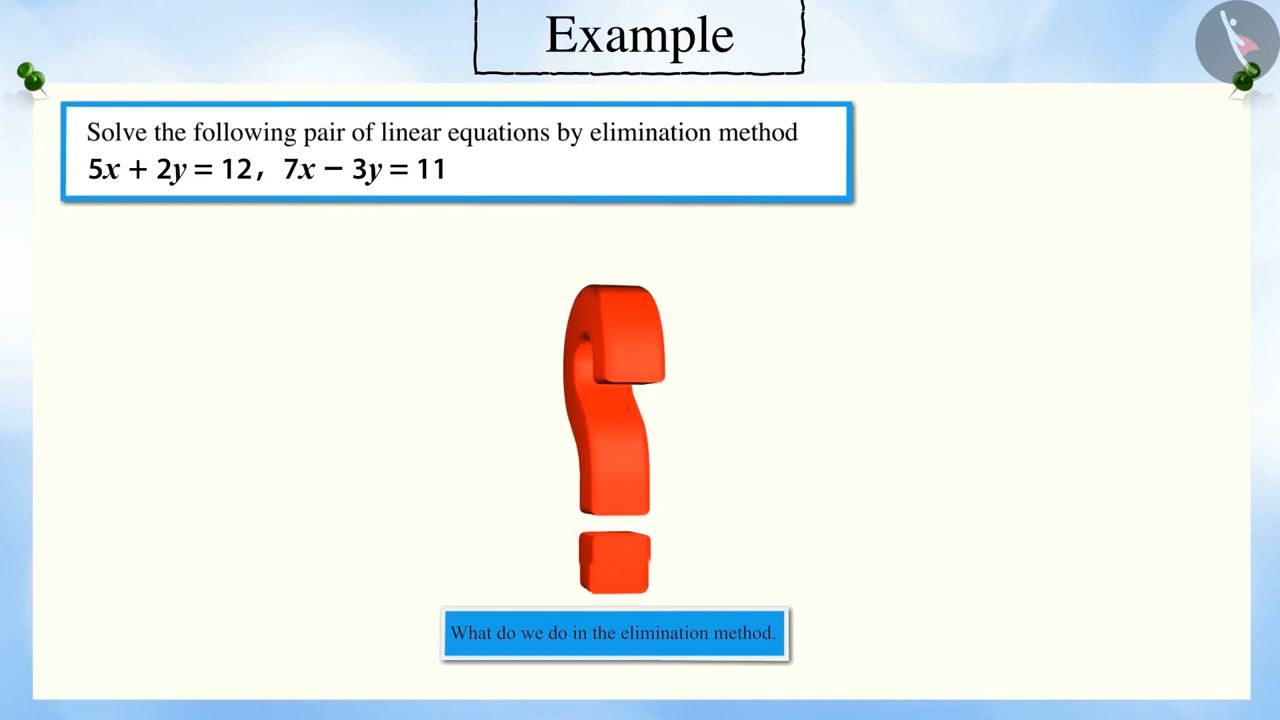 Example
Solve the following pair of linear equations by elimination method
5x + 2y = 12, 7x − 3y = 11
?
What do we do in the elimination method.